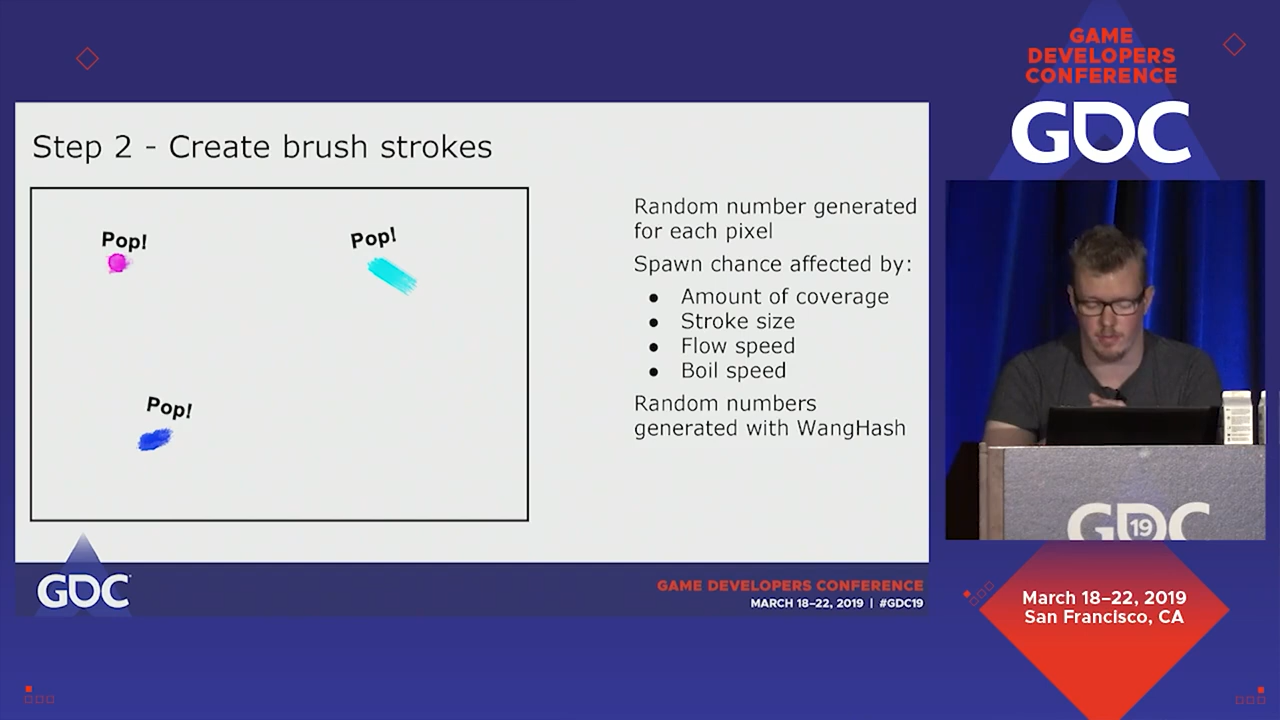 GAME
DEVELOPERS
CONFERENCE
GDC
Step 2 - Create brush strokes
Pop!
Pop!
Pop!
Random number generated
for each pixel
Spawn chance affected by:
● Amount of coverage
● Stroke size
● Flow speed
● Boil speed
Random numbers
generated with WangHash
GDC
GAME DEVELOPERS CONFERENCE
MARCH 18–22, 2019 | #GDC19
GDC
19
March 18–22, 2019
San Francisco, CA